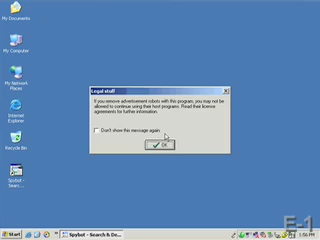 My Documents
My Computer
My Network
Places
Internet
Explorer
Recycle Bin
Spybot -
Search ...
Legal stuff
If you remove advertisement robots with this program, you may not be
allowed to continue using their host programs. Read their license
agreements for further information.
Don't show this message again.
OK
Start
Spybot - Search & De...
E-1
1:56 PM